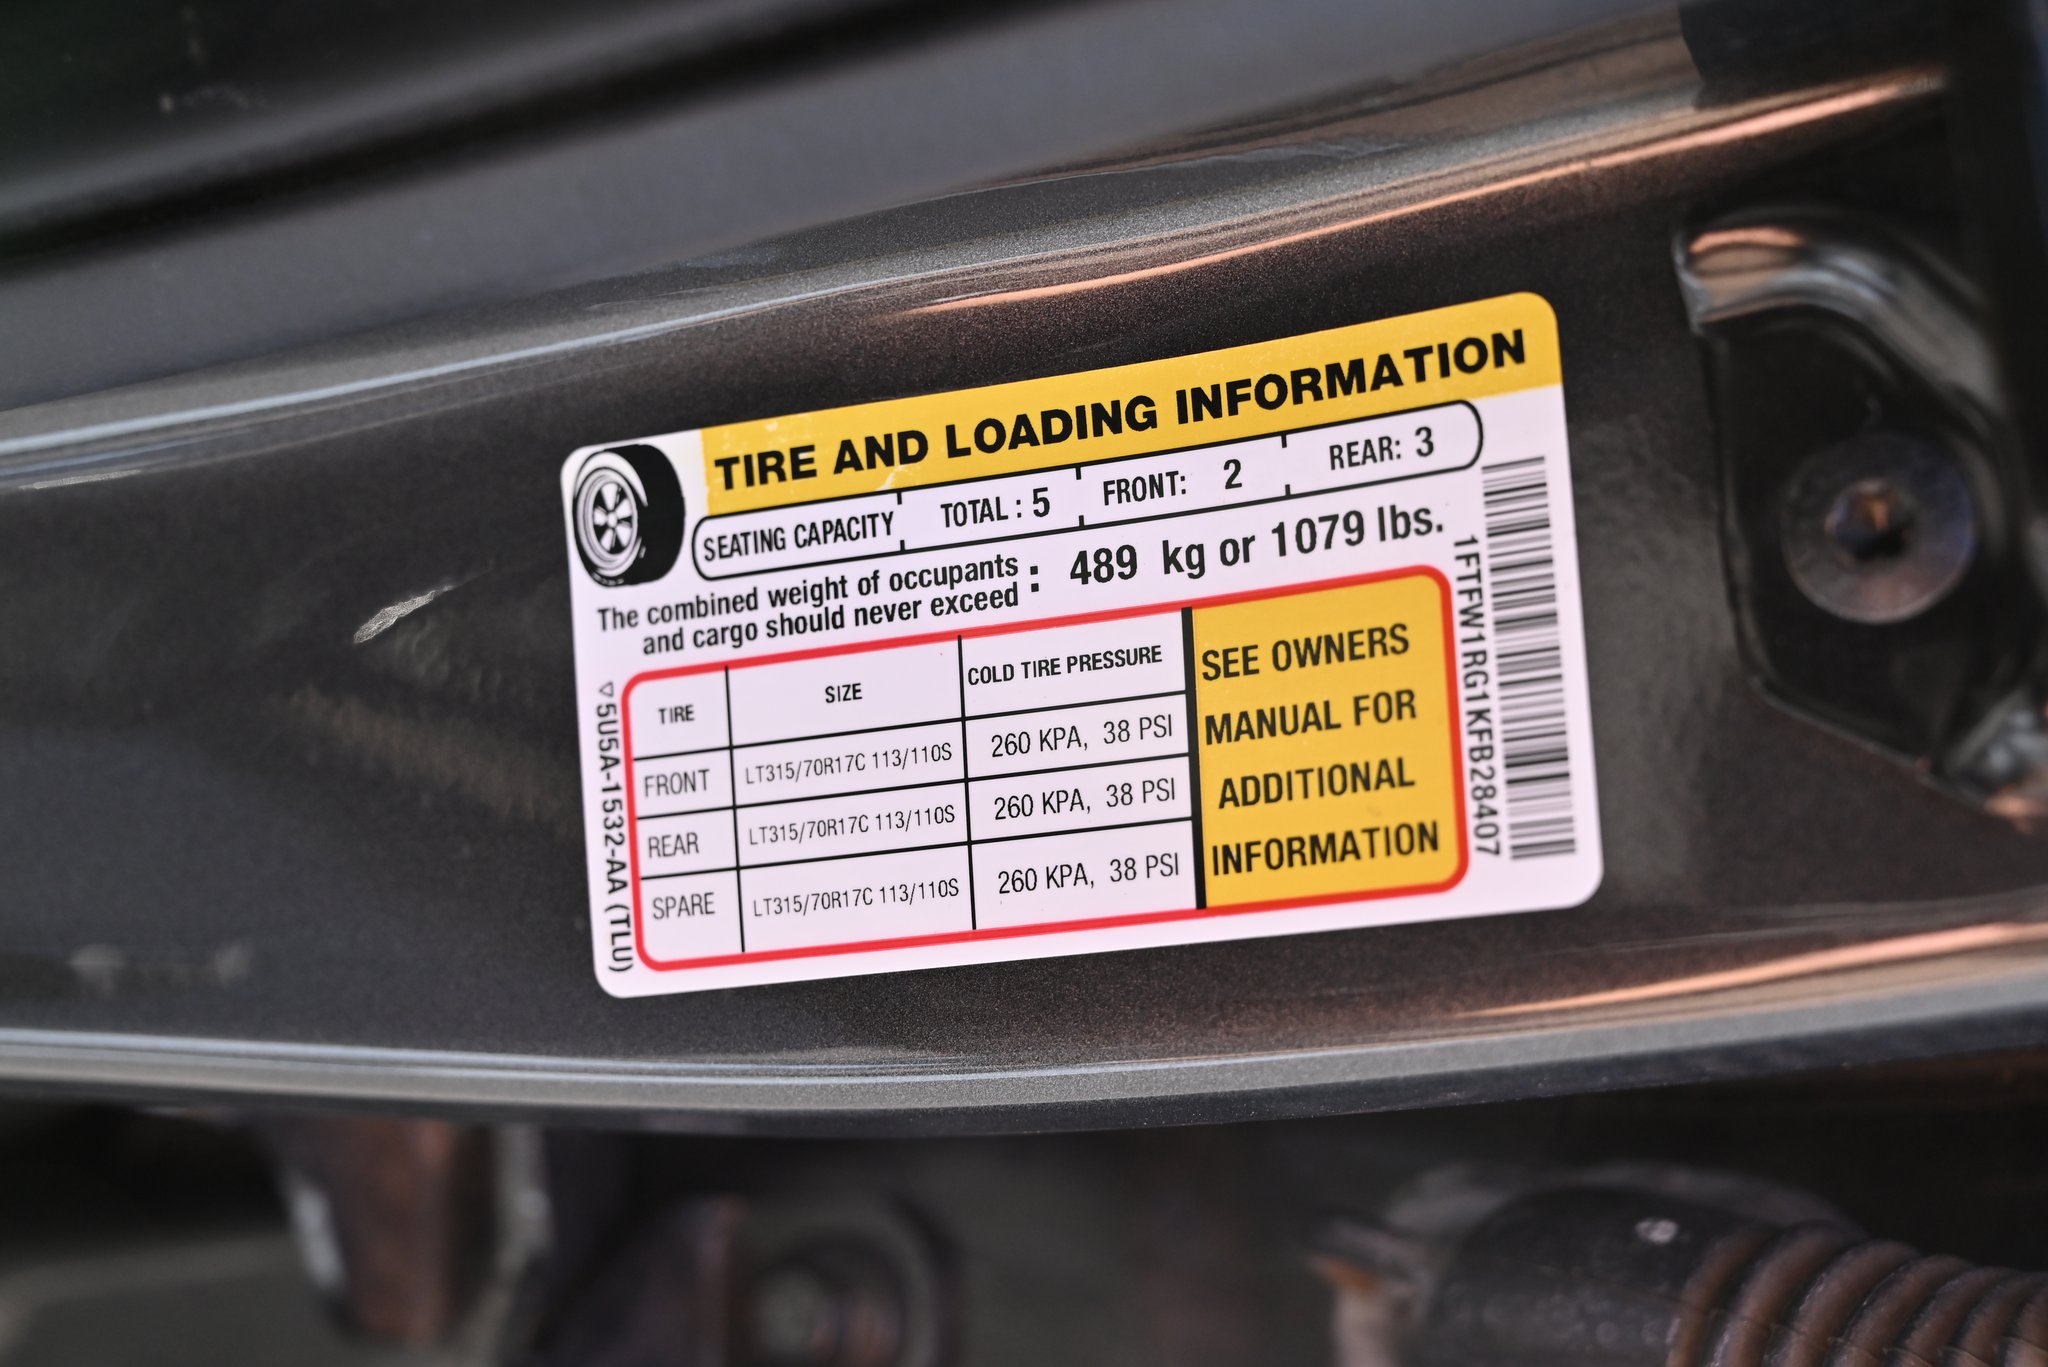 TIRE AND LOADING INFORMATION
SEATING CAPACITY TOTAL : 5 FRONT: 2 REAR: 3
The combined weight of occupants
and cargo should never exceed : 489 kg or 1079 lbs.
TIRE SIZE COLD TIRE PRESSURE
FRONT LT315/70R17C 113/110S 260 KPA, 38 PSI
REAR LT315/70R17C 113/110S 260 KPA, 38 PSI
SPARE LT315/70R17C 113/110S 260 KPA, 38 PSI
SEE OWNERS
MANUAL FOR
ADDITIONAL
INFORMATION
1FTFW1RG1KFB28407
▽5U5A-1532-AA (TLU)